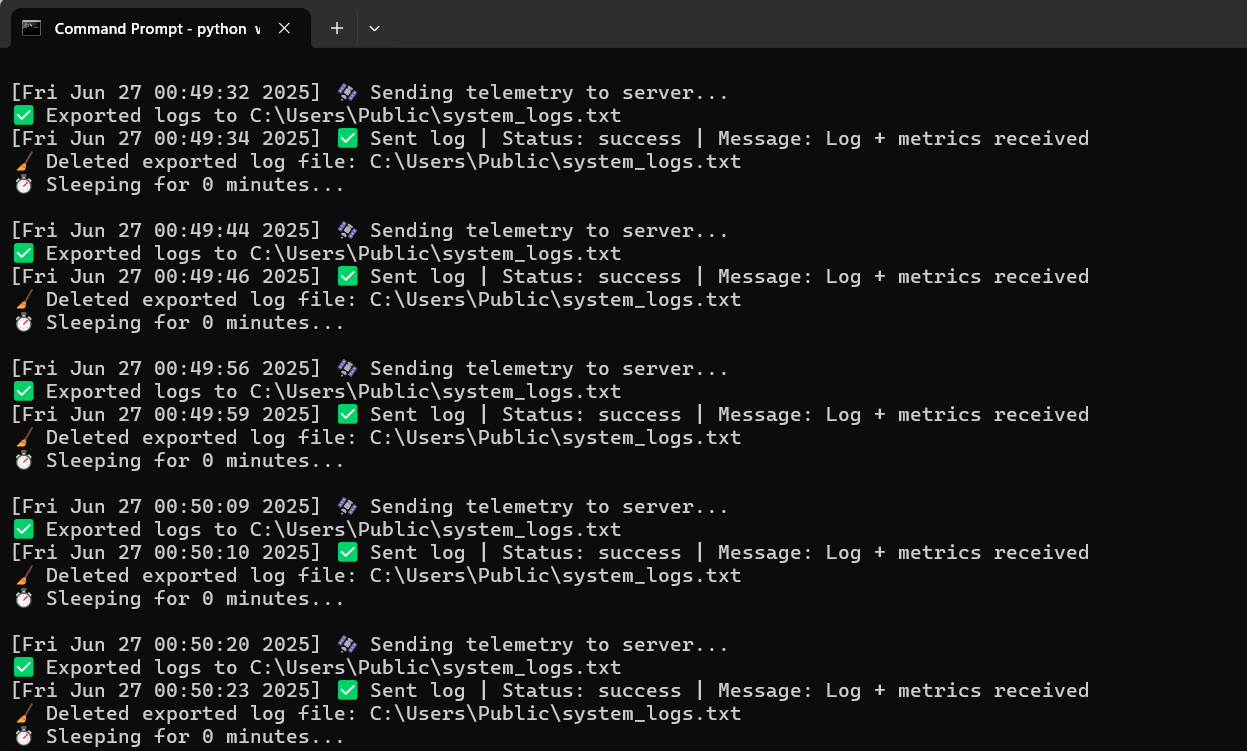 Command Prompt - python
[Fri Jun 27 00:49:32 2025] 🛰 Sending telemetry to server...
✅ Exported logs to C:\Users\Public\system_logs.txt
[Fri Jun 27 00:49:34 2025] ✅ Sent log | Status: success | Message: Log + metrics received
🧹 Deleted exported log file: C:\Users\Public\system_logs.txt
⏱ Sleeping for 0 minutes...
[Fri Jun 27 00:49:44 2025] 🛰 Sending telemetry to server...
✅ Exported logs to C:\Users\Public\system_logs.txt
[Fri Jun 27 00:49:46 2025] ✅ Sent log | Status: success | Message: Log + metrics received
🧹 Deleted exported log file: C:\Users\Public\system_logs.txt
⏱ Sleeping for 0 minutes...
[Fri Jun 27 00:49:56 2025] 🛰 Sending telemetry to server...
✅ Exported logs to C:\Users\Public\system_logs.txt
[Fri Jun 27 00:49:59 2025] ✅ Sent log | Status: success | Message: Log + metrics received
🧹 Deleted exported log file: C:\Users\Public\system_logs.txt
⏱ Sleeping for 0 minutes...
[Fri Jun 27 00:50:09 2025] 🛰 Sending telemetry to server...
✅ Exported logs to C:\Users\Public\system_logs.txt
[Fri Jun 27 00:50:10 2025] ✅ Sent log | Status: success | Message: Log + metrics received
🧹 Deleted exported log file: C:\Users\Public\system_logs.txt
⏱ Sleeping for 0 minutes...
[Fri Jun 27 00:50:20 2025] 🛰 Sending telemetry to server...
✅ Exported logs to C:\Users\Public\system_logs.txt
[Fri Jun 27 00:50:23 2025] ✅ Sent log | Status: success | Message: Log + metrics received
🧹 Deleted exported log file: C:\Users\Public\system_logs.txt
⏱ Sleeping for 0 minutes...